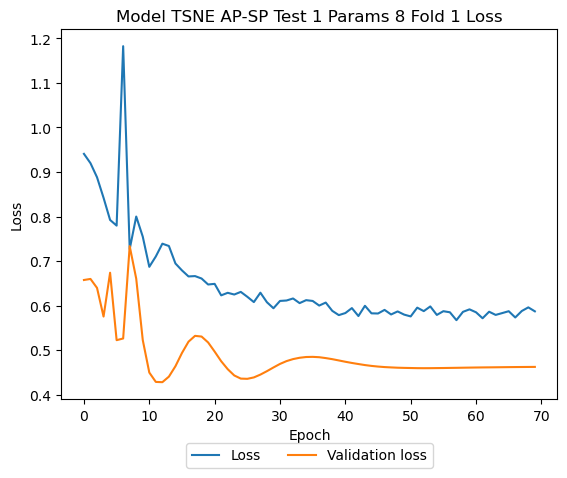 Model TSNE AP-SP Test 1 Params 8 Fold 1 Loss
1.2
1.1
1.0
0.9
0.8
0.7
0.6
0.5
0.4
Loss
0 10 20 30 40 50 60 70
Epoch
Loss Validation loss